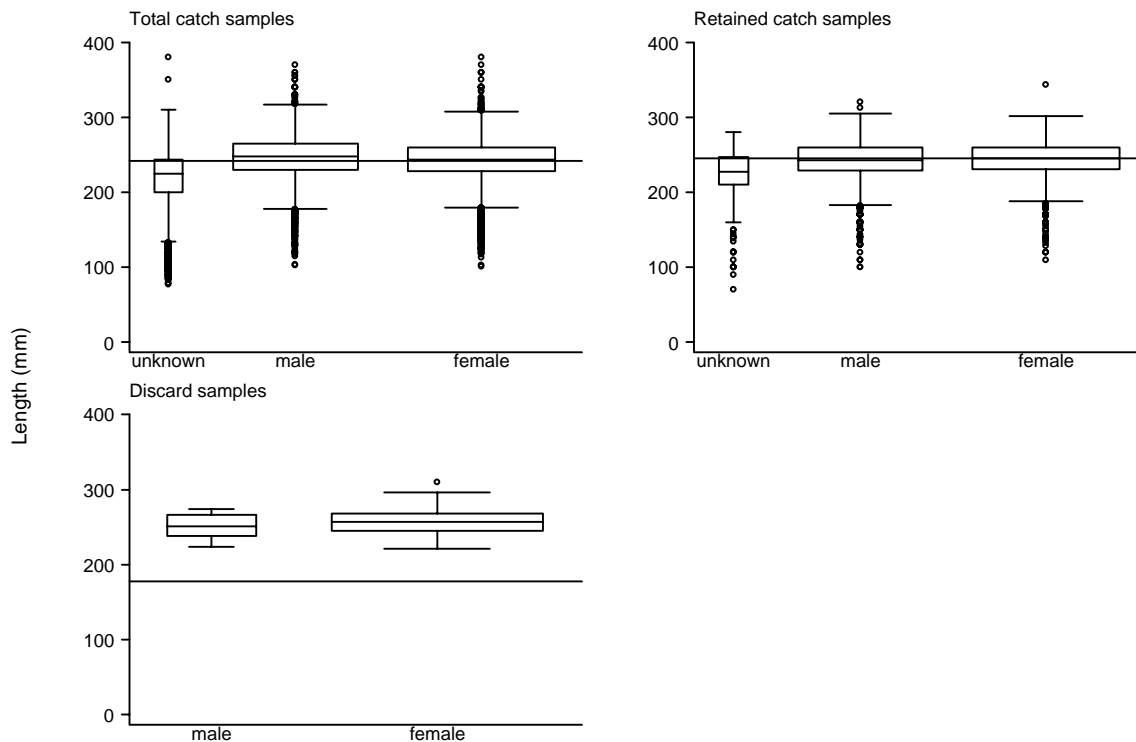 Total catch samples
400
300
200
100
0
unknown male female
Retained catch samples
400
300
200
100
0
unknown male female
Discard samples
400
300
200
100
0
male female
Length (mm)